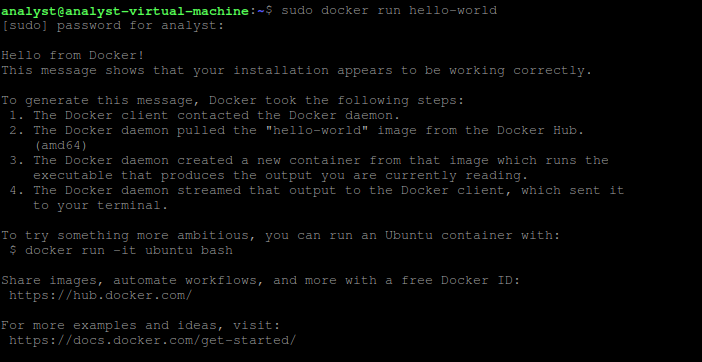 analyst@analyst-virtual-machine:~$ sudo docker run hello-world
[sudo] password for analyst:
Hello from Docker!
This message shows that your installation appears to be working correctly.
To generate this message, Docker took the following steps:
1. The Docker client contacted the Docker daemon.
2. The Docker daemon pulled the "hello-world" image from the Docker Hub.
(amd64)
3. The Docker daemon created a new container from that image which runs the
executable that produces the output you are currently reading.
4. The Docker daemon streamed that output to the Docker client, which sent it
to your terminal.
To try something more ambitious, you can run an Ubuntu container with:
$ docker run -it ubuntu bash
Share images, automate workflows, and more with a free Docker ID:
https://hub.docker.com/
For more examples and ideas, visit:
https://docs.docker.com/get-started/